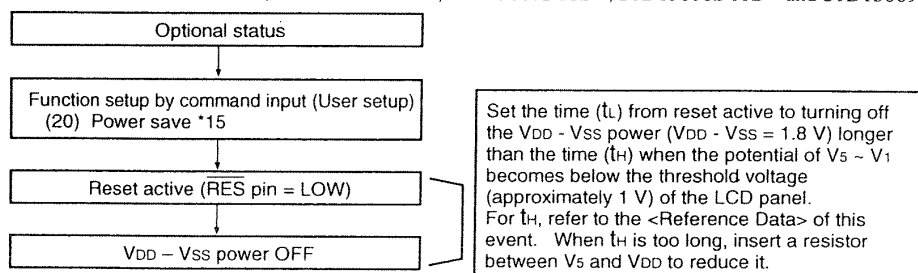 Optional status
Function setup by command input (User setup)
(20) Power save *15
Reset active (RES pin = LOW)
VDD – VSS power OFF
Set the time (tL) from reset active to turning off
the VDD - VSS power (VDD - VSS = 1.8 V) longer
than the time (tH) when the potential of V5 ~ V1
becomes below the threshold voltage
(approximately 1 V) of the LCD panel.
For tH, refer to the <Reference Data> of this
event. When tH is too long, insert a resistor
between V5 and VDD to reduce it.